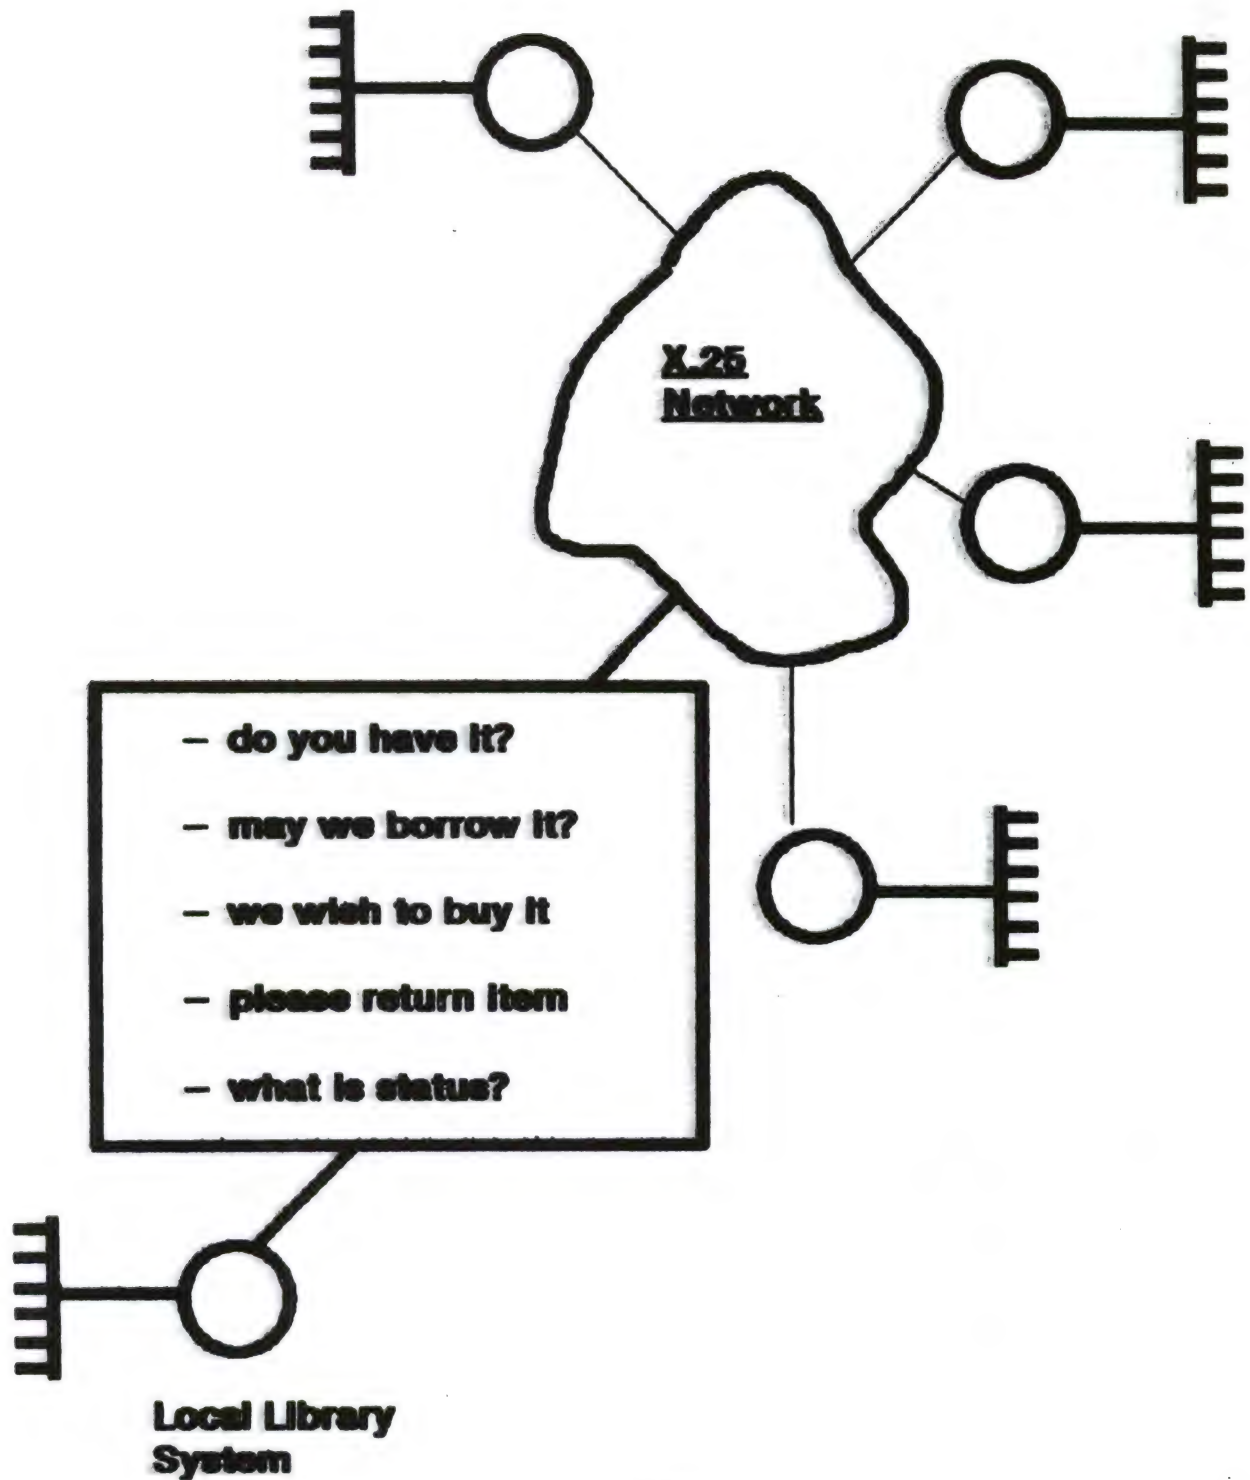 X.25
Network
– do you have it?
– may we borrow it?
– we wish to buy it
– please return item
– what is status?
Local Library
System